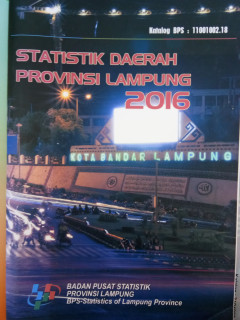 Katalog BPS : 11001002.18
STATISTIK DAERAH
PROVINSI LAMPUNG
2016
KOTA BANDAR LAMPUNG
BADAN PUSAT STATISTIK
PROVINSI LAMPUNG
BPS-Statistics of Lampung Province